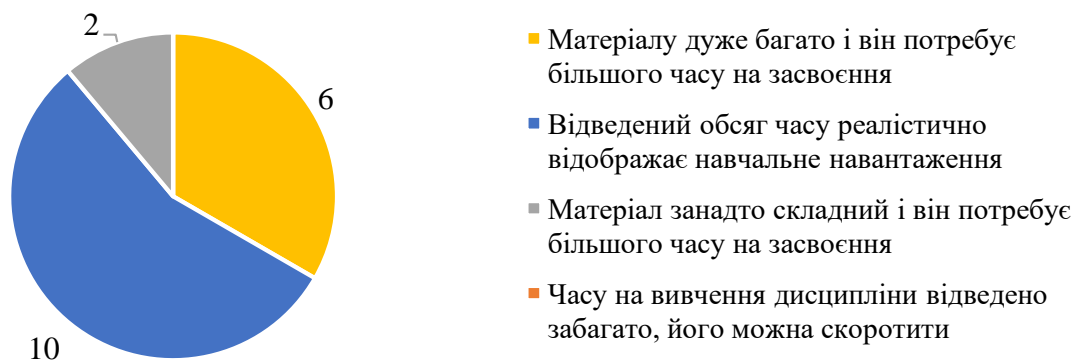 2
6
10
Матеріалу дуже багато і він потребує
більшого часу на засвоєння
Відведений обсяг часу реалістично
відображає навчальне навантаження
Матеріал занадто складний і він потребує
більшого часу на засвоєння
Часу на вивчення дисципліни відведено
забагато, його можна скоротити